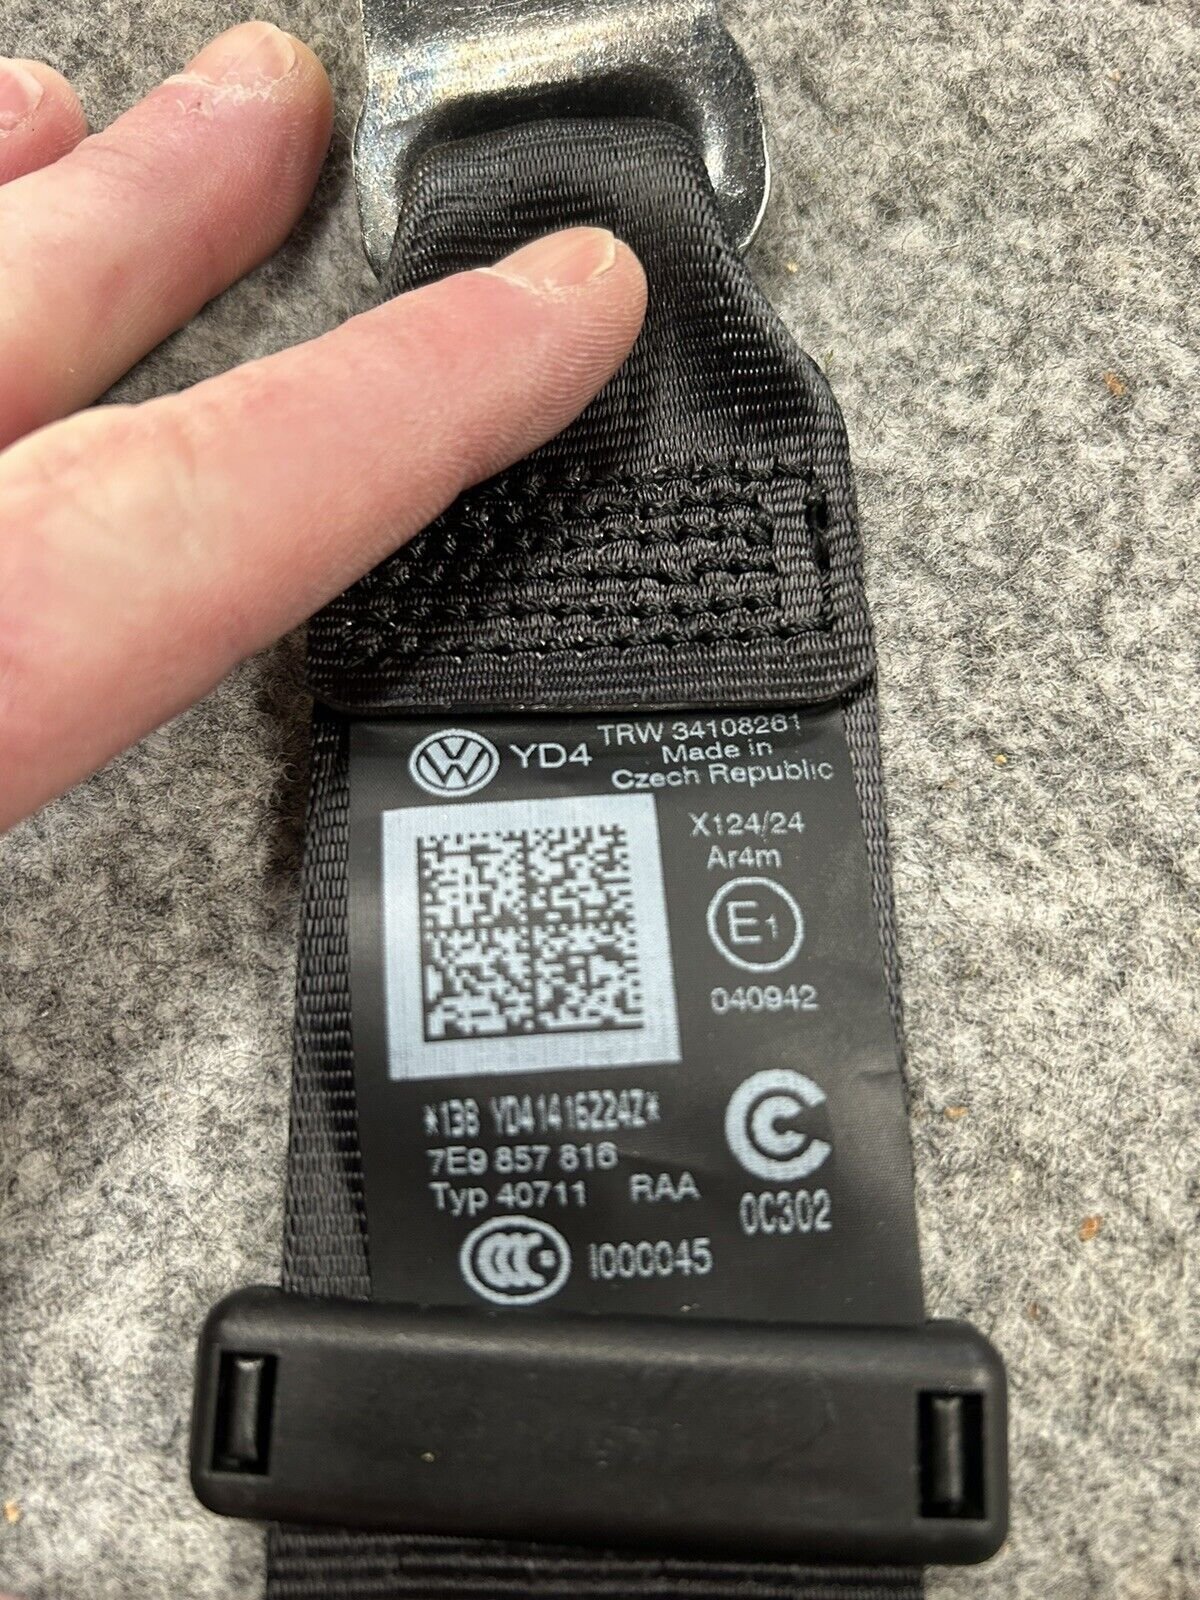 YD4
TRW 34108261
Made in
Czech Republic
X124/24
Ar4m
E1
040942
*138 YD41416224Z*
7E9 857 816
Typ 40711 RAA
0C302
I000045